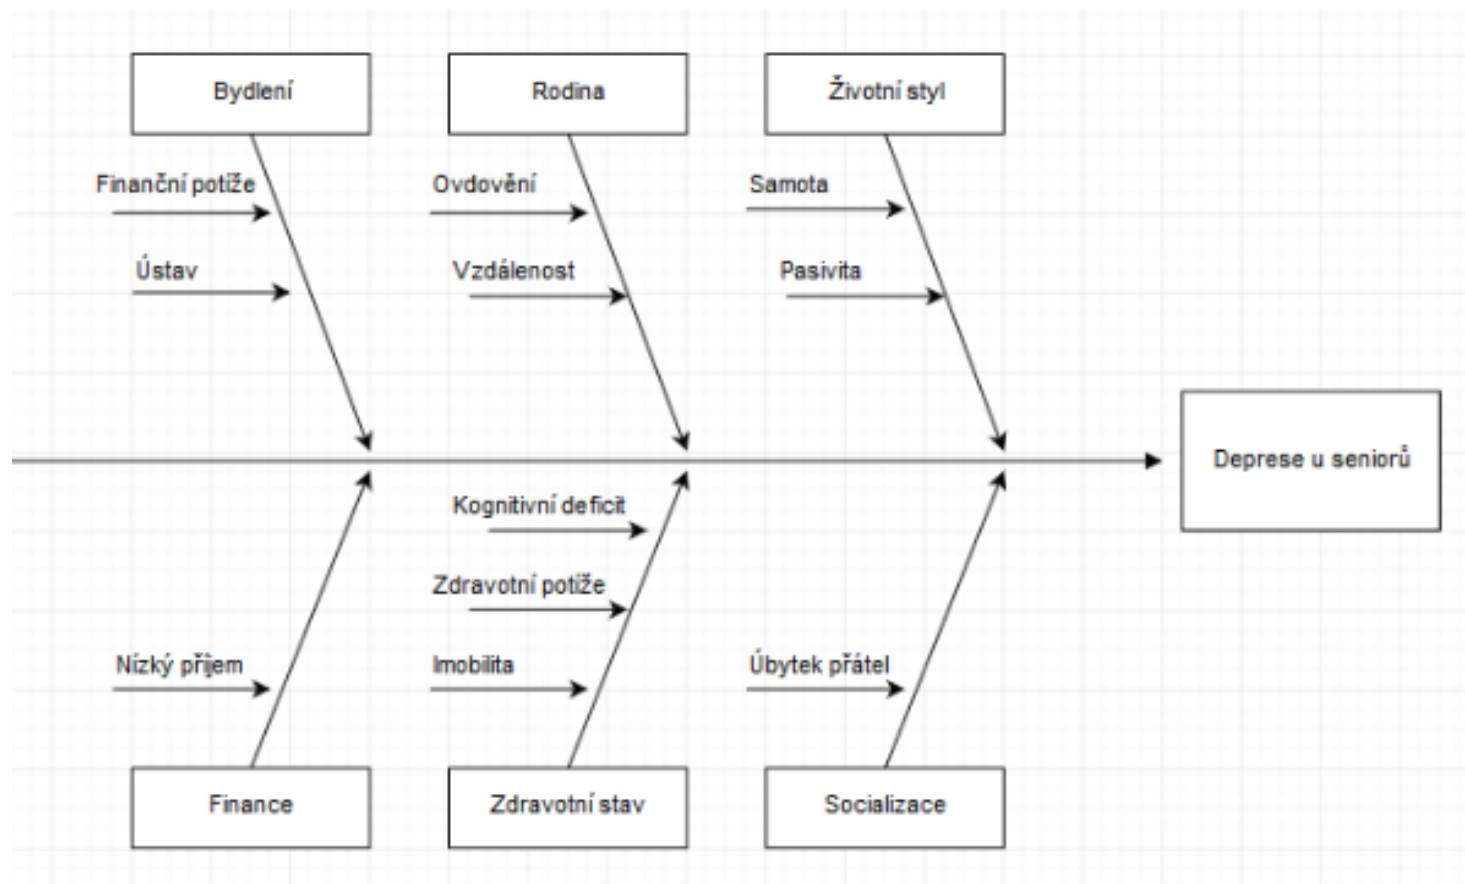 Bydlení
Rodina
Životní styl
Finanční potíže
Ovdovění
Samota
Ústav
Vzdálenost
Pasivita
Deprese u seniorů
Kognitivní deficit
Zdravotní potíže
Nízký příjem
Imobilita
Úbytek přátel
Finance
Zdravotní stav
Socializace